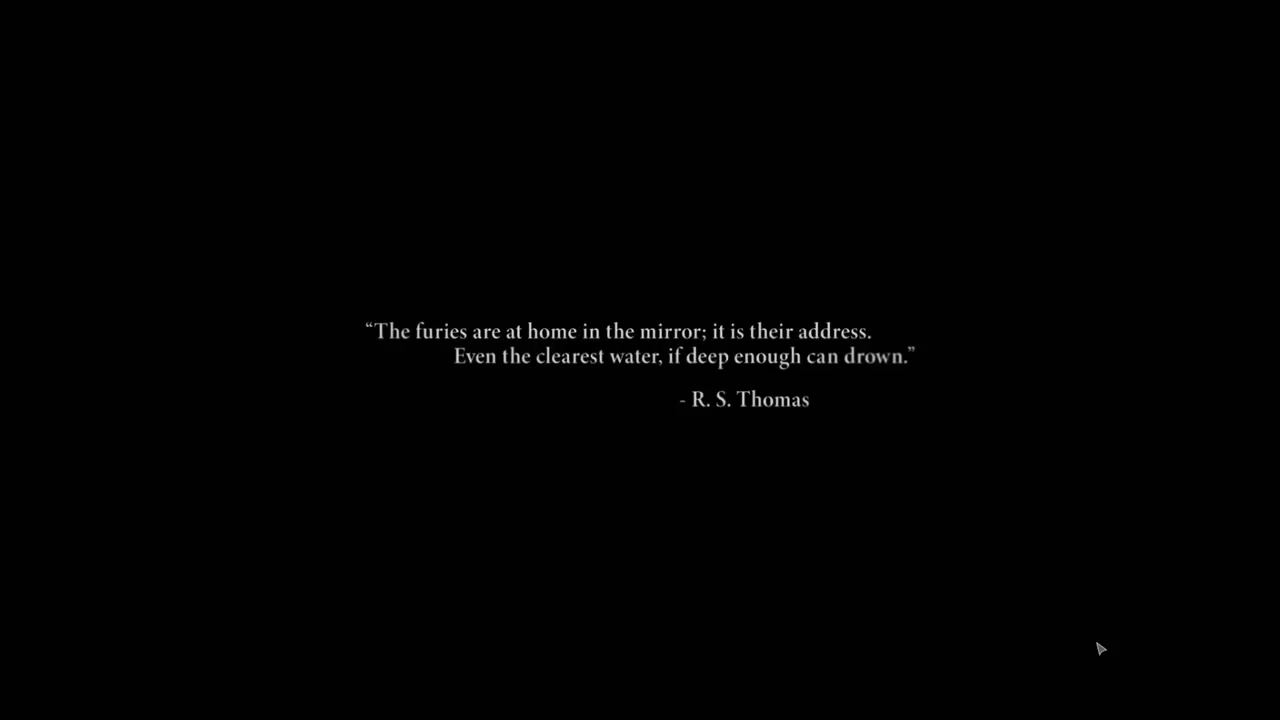 “The furies are at home in the mirror; it is their address.
Even the clearest water, if deep enough can drown.”
- R. S. Thomas